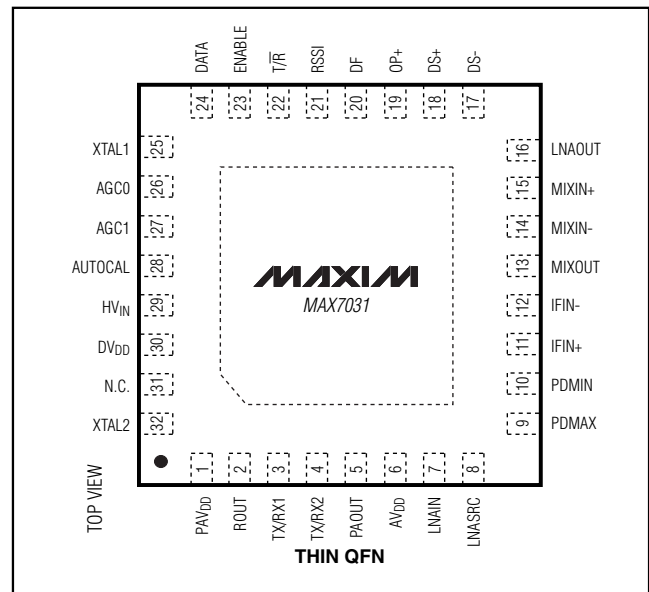 DATA
ENABLE
T/R̅
RSSI
DF
OP+
DS+
DS-
24
23
22
21
20
19
18
17
XTAL1
25
AGC0
26
AGC1
27
AUTOCAL
28
HVIN
29
DVDD
30
N.C.
31
XTAL2
32
16
LNAOUT
15
MIXIN+
14
MIXIN-
13
MIXOUT
12
IFIN-
11
IFIN+
10
PDMIN
9
PDMAX
MAXIM
MAX7031
1
2
3
4
5
6
7
8
PAVDD
ROUT
TX/RX1
TX/RX2
PAOUT
AVDD
LNAIN
LNASRC
TOP VIEW
THIN QFN